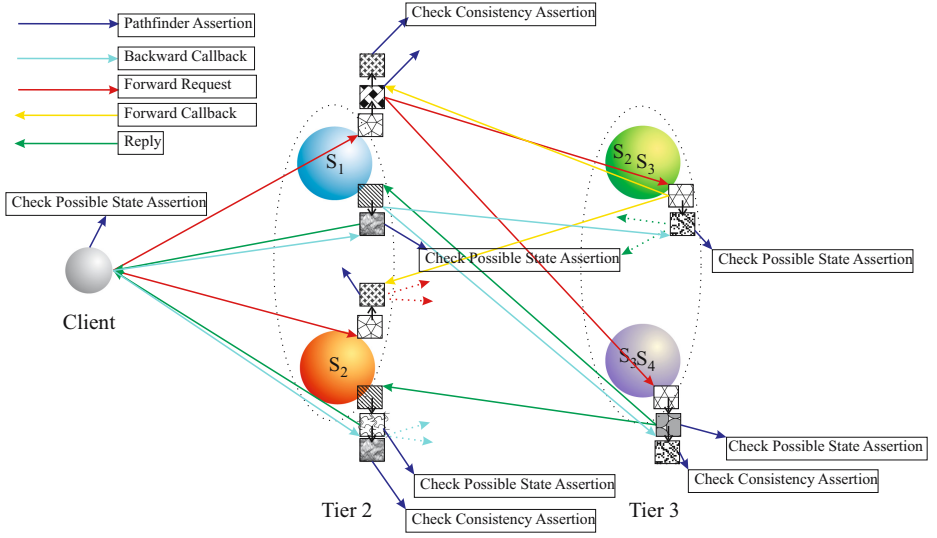 Check Consistency Assertion
Pathfinder Assertion
Backward Callback
Forward Request
Forward Callback
Reply
S1
S2 S3
Check Possible State Assertion
Check Possible State Assertion
Check Possible State Assertion
Client
S2
S3S4
Check Possible State Assertion
Check Possible State Assertion
Check Consistency Assertion
Tier 2
Tier 3
Check Consistency Assertion